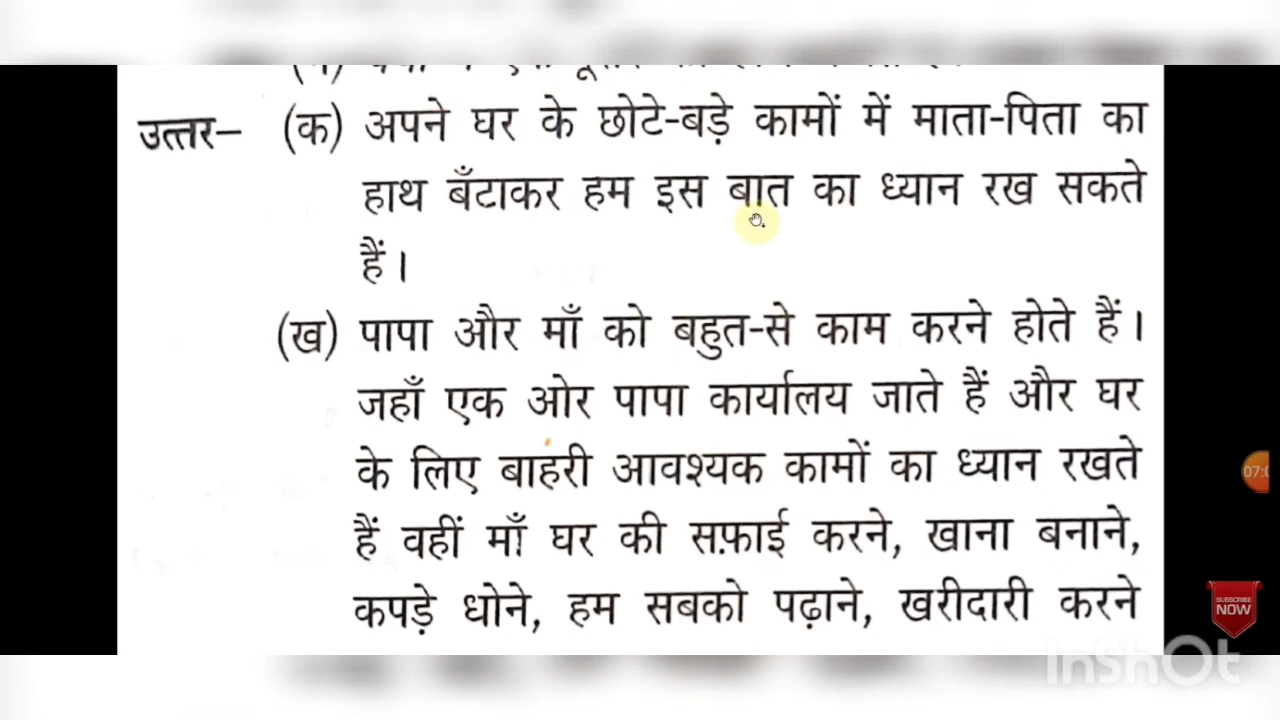 उत्तर– (क) अपने घर के छोटे-बड़े कामों में माता-पिता का
हाथ बँटाकर हम इस बात का ध्यान रख सकते
हैं।
(ख) पापा और माँ को बहुत-से काम करने होते हैं।
जहाँ एक ओर पापा कार्यालय जाते हैं और घर
के लिए बाहरी आवश्यक कामों का ध्यान रखते
हैं वहीं माँ घर की सफ़ाई करने, खाना बनाने,
कपड़े धोने, हम सबको पढ़ाने, खरीदारी करने
SUBSCRIBE
NOW
InShOt